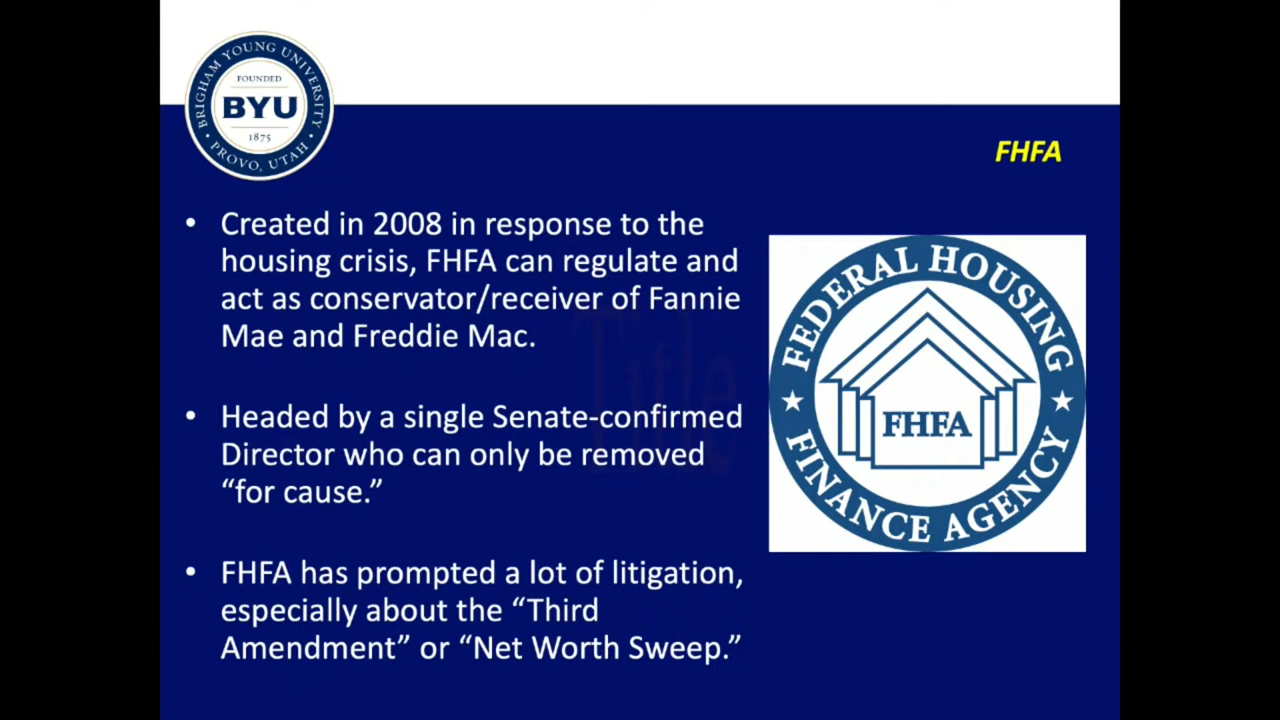 BRIGHAM YOUNG UNIVERSITY
FOUNDED
BYU
1875
PROVO, UTAH
FHFA
• Created in 2008 in response to the
housing crisis, FHFA can regulate and
act as conservator/receiver of Fannie
Mae and Freddie Mac.
• Headed by a single Senate-confirmed
Director who can only be removed
“for cause.”
• FHFA has prompted a lot of litigation,
especially about the “Third
Amendment” or “Net Worth Sweep.”
FEDERAL HOUSING
FHFA
FINANCE AGENCY
Title